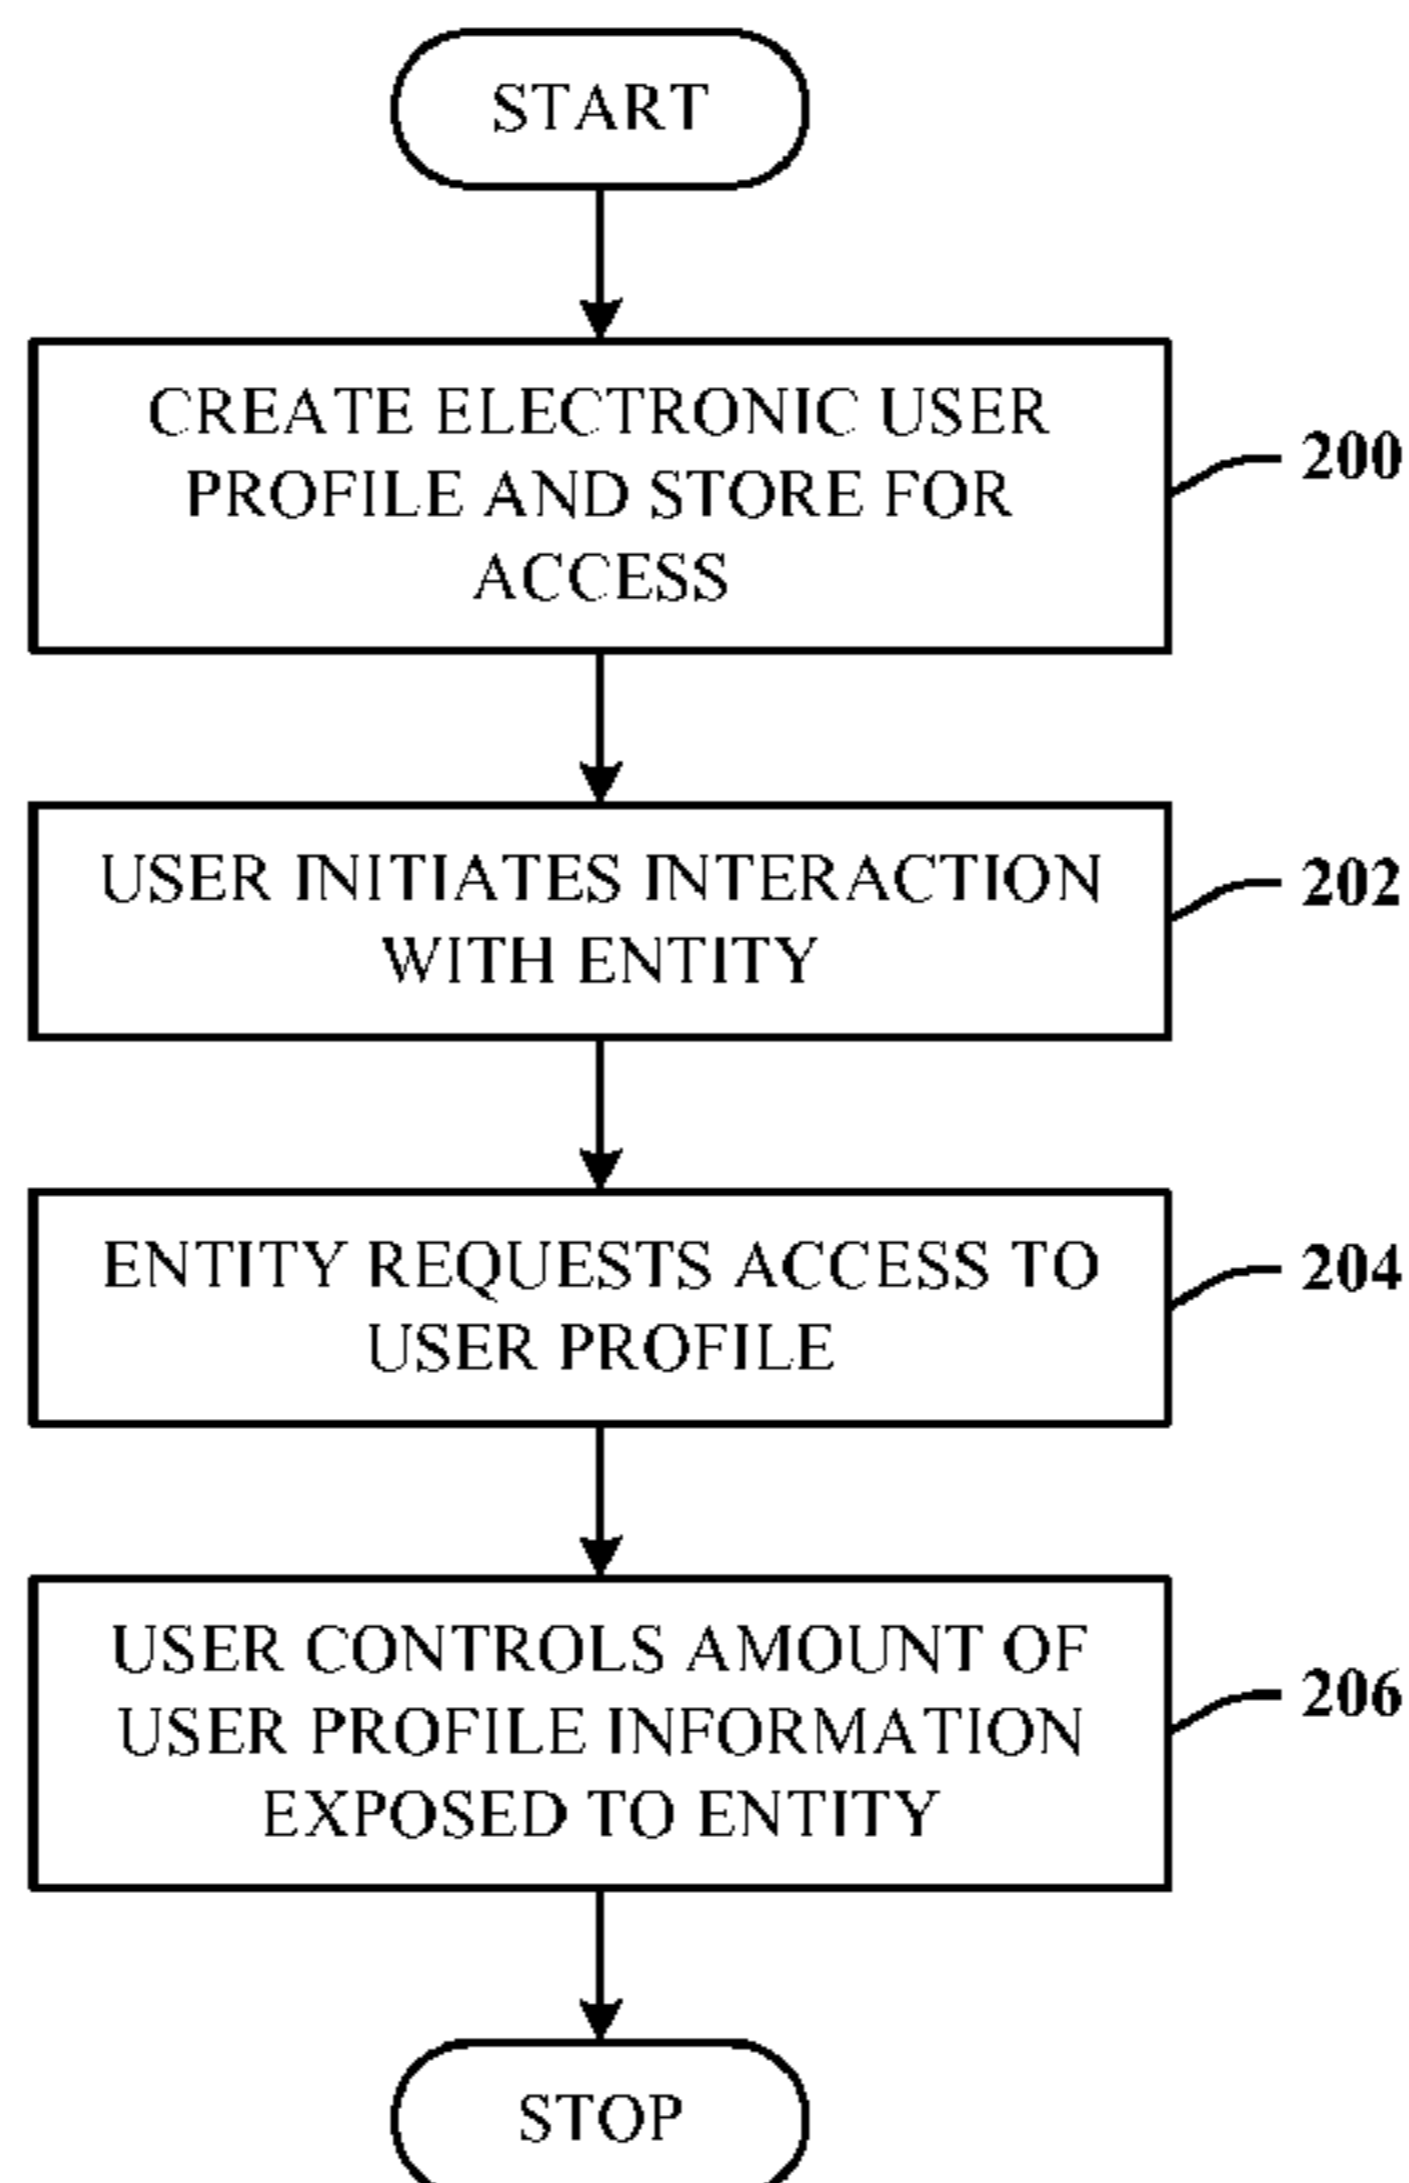 START
CREATE ELECTRONIC USER
PROFILE AND STORE FOR
ACCESS
200
USER INITIATES INTERACTION
WITH ENTITY
202
ENTITY REQUESTS ACCESS TO
USER PROFILE
204
USER CONTROLS AMOUNT OF
USER PROFILE INFORMATION
EXPOSED TO ENTITY
206
STOP